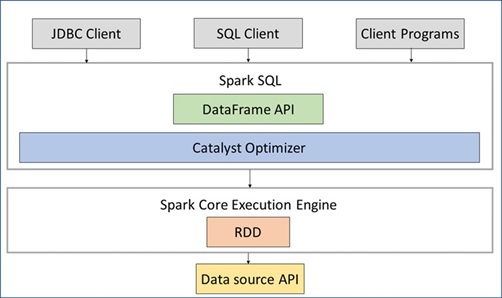 JDBC Client
SQL Client
Client Programs
Spark SQL
DataFrame API
Catalyst Optimizer
Spark Core Execution Engine
RDD
Data source API